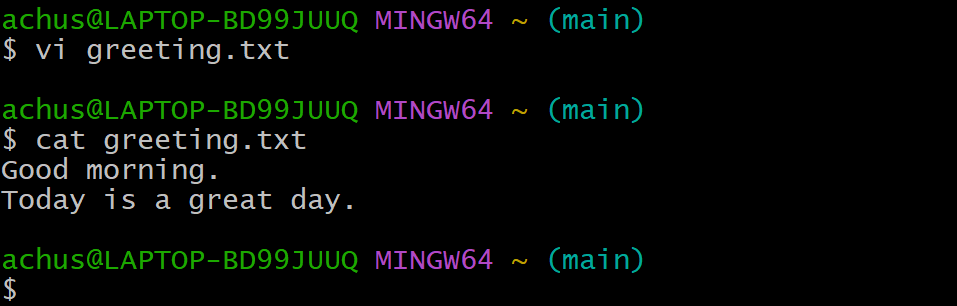 achus@LAPTOP-BD99JUUQ MINGW64 ~ (main)
$ vi greeting.txt
achus@LAPTOP-BD99JUUQ MINGW64 ~ (main)
$ cat greeting.txt
Good morning.
Today is a great day.
achus@LAPTOP-BD99JUUQ MINGW64 ~ (main)
$